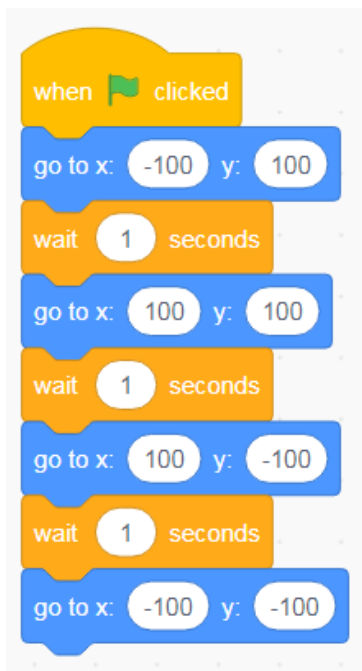 when clicked
go to x: -100 y: 100
wait 1 seconds
go to x: 100 y: 100
wait 1 seconds
go to x: 100 y: -100
wait 1 seconds
go to x: -100 y: -100